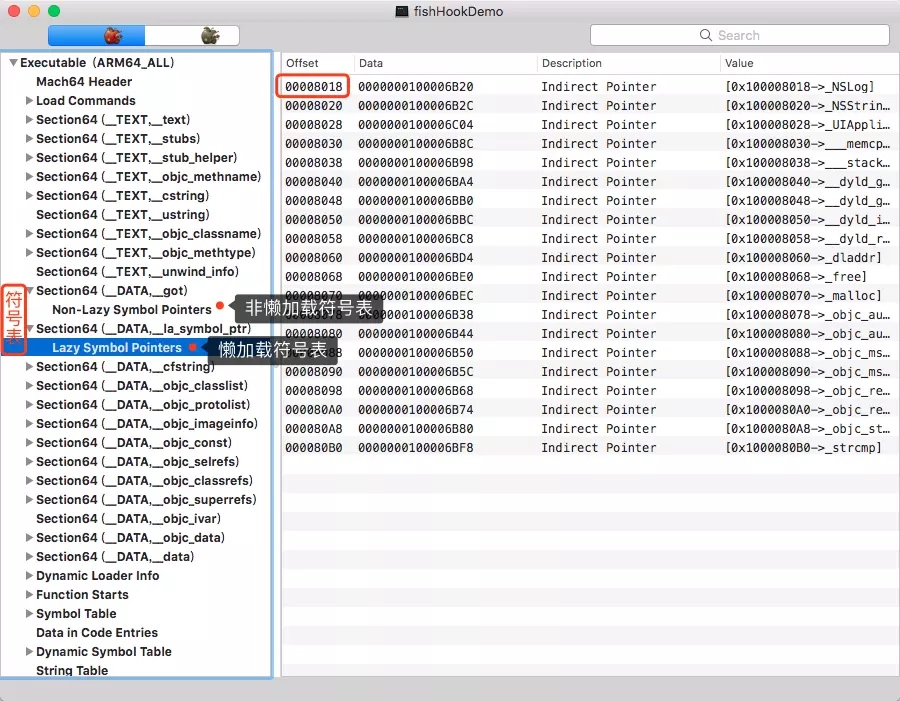 fishHookDemo
Search
Executable (ARM64_ALL)
Mach64 Header
Load Commands
Section64 (__TEXT,__text)
Section64 (__TEXT,__stubs)
Section64 (__TEXT,__stub_helper)
Section64 (__TEXT,__objc_methname)
Section64 (__TEXT,__cstring)
Section64 (__TEXT,__ustring)
Section64 (__TEXT,__objc_classname)
Section64 (__TEXT,__objc_methtype)
Section64 (__TEXT,__unwind_info)
Section64 (__DATA,__got)
Non-Lazy Symbol Pointers
非懒加载符号表
Section64 (__DATA,__la_symbol_ptr)
Lazy Symbol Pointers
懒加载符号表
符号表
Section64 (__DATA,__cfstring)
Section64 (__DATA,__objc_classlist)
Section64 (__DATA,__objc_protolist)
Section64 (__DATA,__objc_imageinfo)
Section64 (__DATA,__objc_const)
Section64 (__DATA,__objc_selrefs)
Section64 (__DATA,__objc_classrefs)
Section64 (__DATA,__objc_superrefs)
Section64 (__DATA,__objc_ivar)
Section64 (__DATA,__objc_data)
Section64 (__DATA,__data)
Dynamic Loader Info
Function Starts
Symbol Table
Data in Code Entries
Dynamic Symbol Table
String Table
Offset Data Description Value
00008018 0000000100006B20 Indirect Pointer [0x100008018->_NSLog]
00008020 0000000100006B2C Indirect Pointer [0x100008020->_NSStrin…
00008028 0000000100006C04 Indirect Pointer [0x100008028->_UIAppli…
00008030 0000000100006B8C Indirect Pointer [0x100008030->___memcp…
00008038 0000000100006B98 Indirect Pointer [0x100008038->___stack…
00008040 0000000100006BA4 Indirect Pointer [0x100008040->__dyld_g…
00008048 0000000100006BB0 Indirect Pointer [0x100008048->__dyld_g…
00008050 0000000100006BBC Indirect Pointer [0x100008050->__dyld_i…
00008058 0000000100006BC8 Indirect Pointer [0x100008058->__dyld_r…
00008060 0000000100006BD4 Indirect Pointer [0x100008060->_dladdr]
00008068 0000000100006BE0 Indirect Pointer [0x100008068->_free]
00008070 0000000100006BEC Indirect Pointer [0x100008070->_malloc]
00008078 0000000100006B38 Indirect Pointer [0x100008078->_objc_au…
00008080 0000000100006B44 Indirect Pointer [0x100008080->_objc_au…
00008088 0000000100006B50 Indirect Pointer [0x100008088->_objc_ms…
00008090 0000000100006B5C Indirect Pointer [0x100008090->_objc_ms…
00008098 0000000100006B68 Indirect Pointer [0x100008098->_objc_re…
000080A0 0000000100006B74 Indirect Pointer [0x1000080A0->_objc_re…
000080A8 0000000100006B80 Indirect Pointer [0x1000080A8->_objc_st…
000080B0 0000000100006BF8 Indirect Pointer [0x1000080B0->_strcmp]